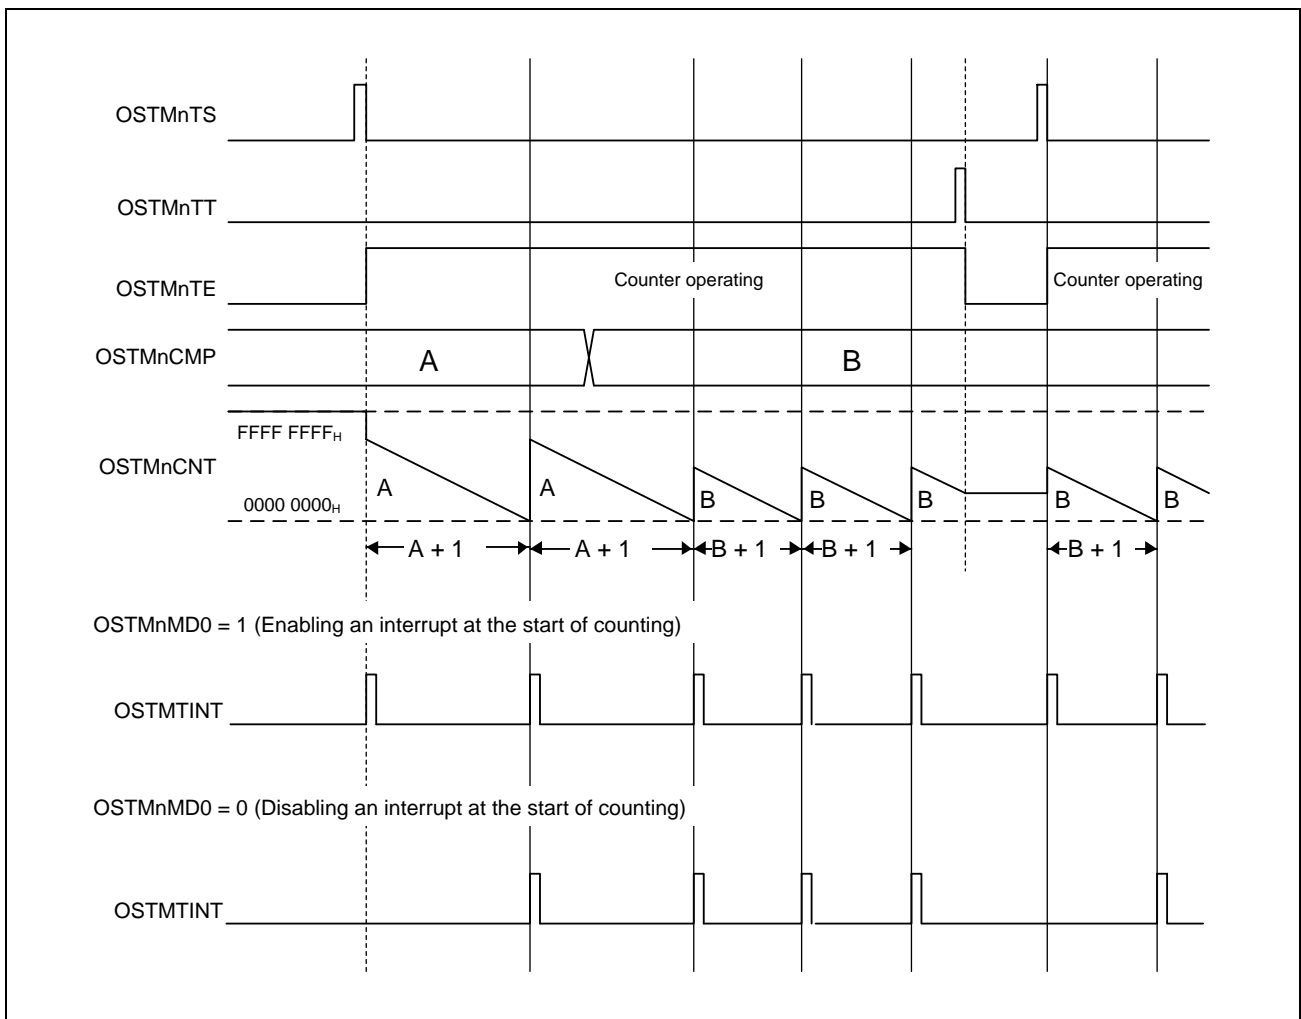 OSTMnTS
OSTMnTT
OSTMnTE
Counter operating
Counter operating
OSTMnCMP
A
B
FFFF FFFFH
OSTMnCNT
A
A
B
B
B
B
B
0000 0000H
A + 1
A + 1
B + 1
B + 1
B + 1
OSTMnMD0 = 1 (Enabling an interrupt at the start of counting)
OSTMTINT
OSTMnMD0 = 0 (Disabling an interrupt at the start of counting)
OSTMTINT